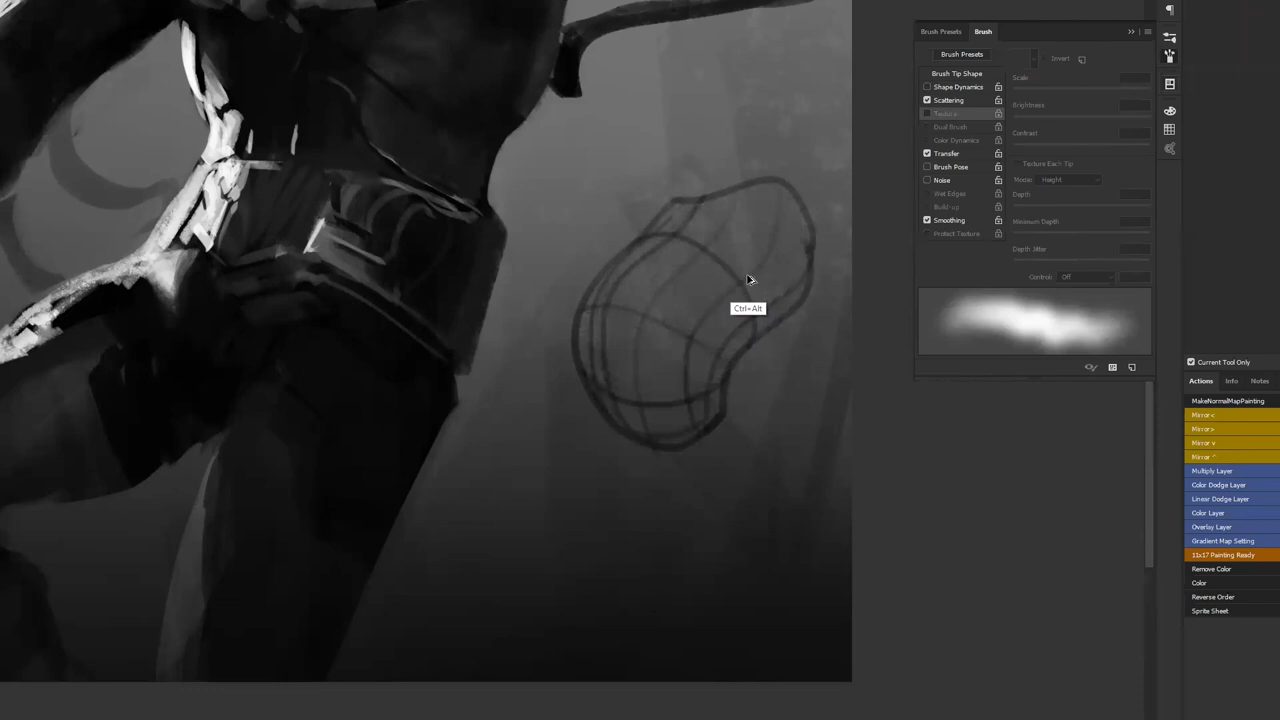 Brush Presets Brush
Brush Presets
Invert
Brush Tip Shape
Scale
Shape Dynamics
Scattering
Brightness
Texture
Dual Brush
Contrast
Color Dynamics
Transfer
Texture Each Tip
Brush Pose
Mode: Height
Noise
Wet Edges
Depth
Build-up
Smoothing
Minimum Depth
Protect Texture
Depth Jitter
Control: Off
Ctrl+Alt
Current Tool Only
Actions Info Notes
MakeNormalMapPainting
Mirror <
Mirror >
Mirror v
Mirror ^
Multiply Layer
Color Dodge Layer
Linear Dodge Layer
Color Layer
Overlay Layer
Gradient Map Setting
11x17 Painting Ready
Remove Color
Color
Reverse Order
Sprite Sheet